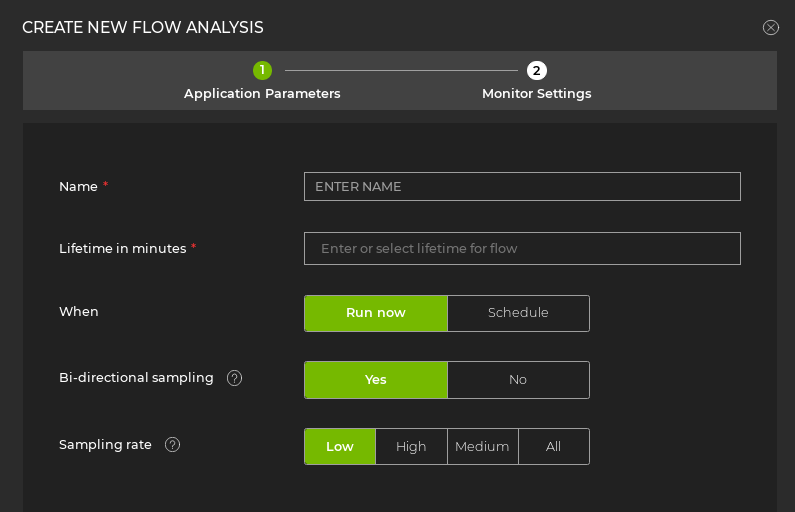 CREATE NEW FLOW ANALYSIS
1
2
Application Parameters
Monitor Settings
Name *
ENTER NAME
Lifetime in minutes *
Enter or select lifetime for flow
When
Run now
Schedule
Bi-directional sampling ?
Yes
No
Sampling rate ?
Low
High
Medium
All